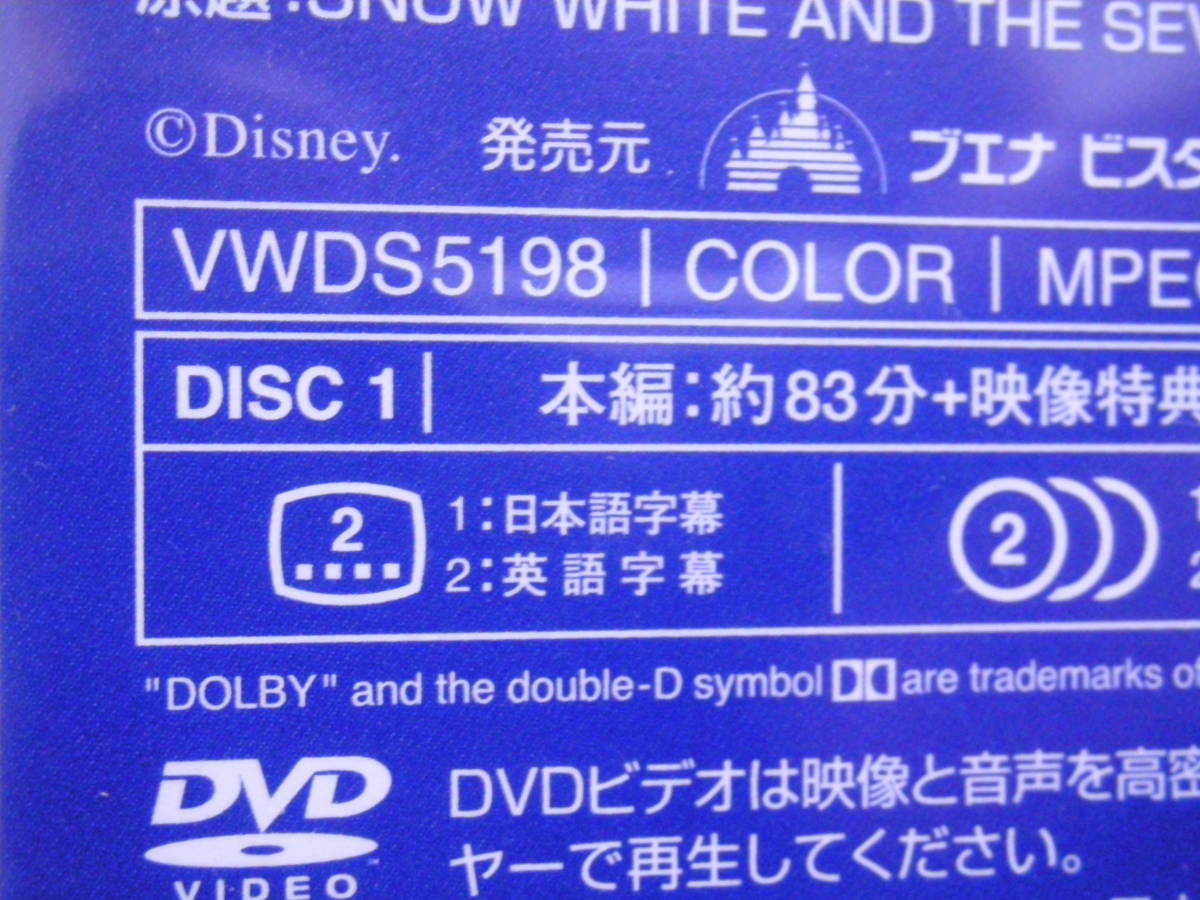 原題：SNOW WHITE AND THE SEV
©Disney. 発売元 ブエナ ビスタ
VWDS5198 | COLOR | MPEG
DISC 1 | 本編：約83分+映像特典
2 1：日本語字幕 2
2：英語字幕
"DOLBY" and the double-D symbol are trademarks of
DVD VIDEO
DVDビデオは映像と音声を高密
ヤーで再生してください。